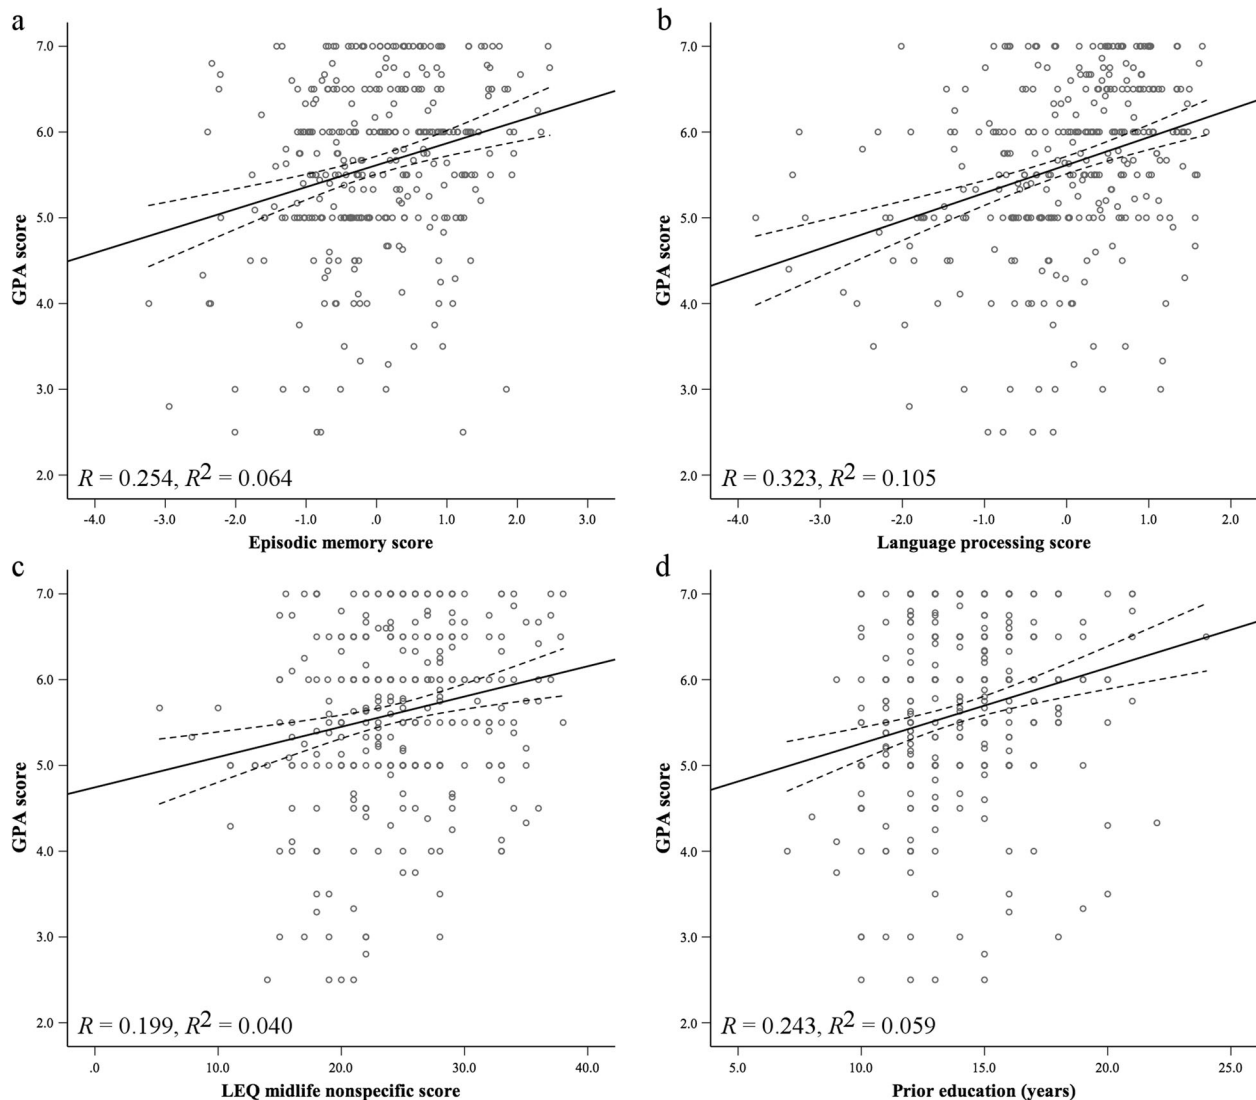 a
7.0
6.0
5.0
4.0
3.0
2.0
GPA score
R = 0.254, R² = 0.064
-4.0 -3.0 -2.0 -1.0 .0 1.0 2.0 3.0
Episodic memory score
b
7.0
6.0
5.0
4.0
3.0
2.0
GPA score
R = 0.323, R² = 0.105
-4.0 -3.0 -2.0 -1.0 .0 1.0 2.0
Language processing score
c
7.0
6.0
5.0
4.0
3.0
2.0
GPA score
R = 0.199, R² = 0.040
.0 10.0 20.0 30.0 40.0
LEQ midlife nonspecific score
d
7.0
6.0
5.0
4.0
3.0
2.0
GPA score
R = 0.243, R² = 0.059
5.0 10.0 15.0 20.0 25.0
Prior education (years)